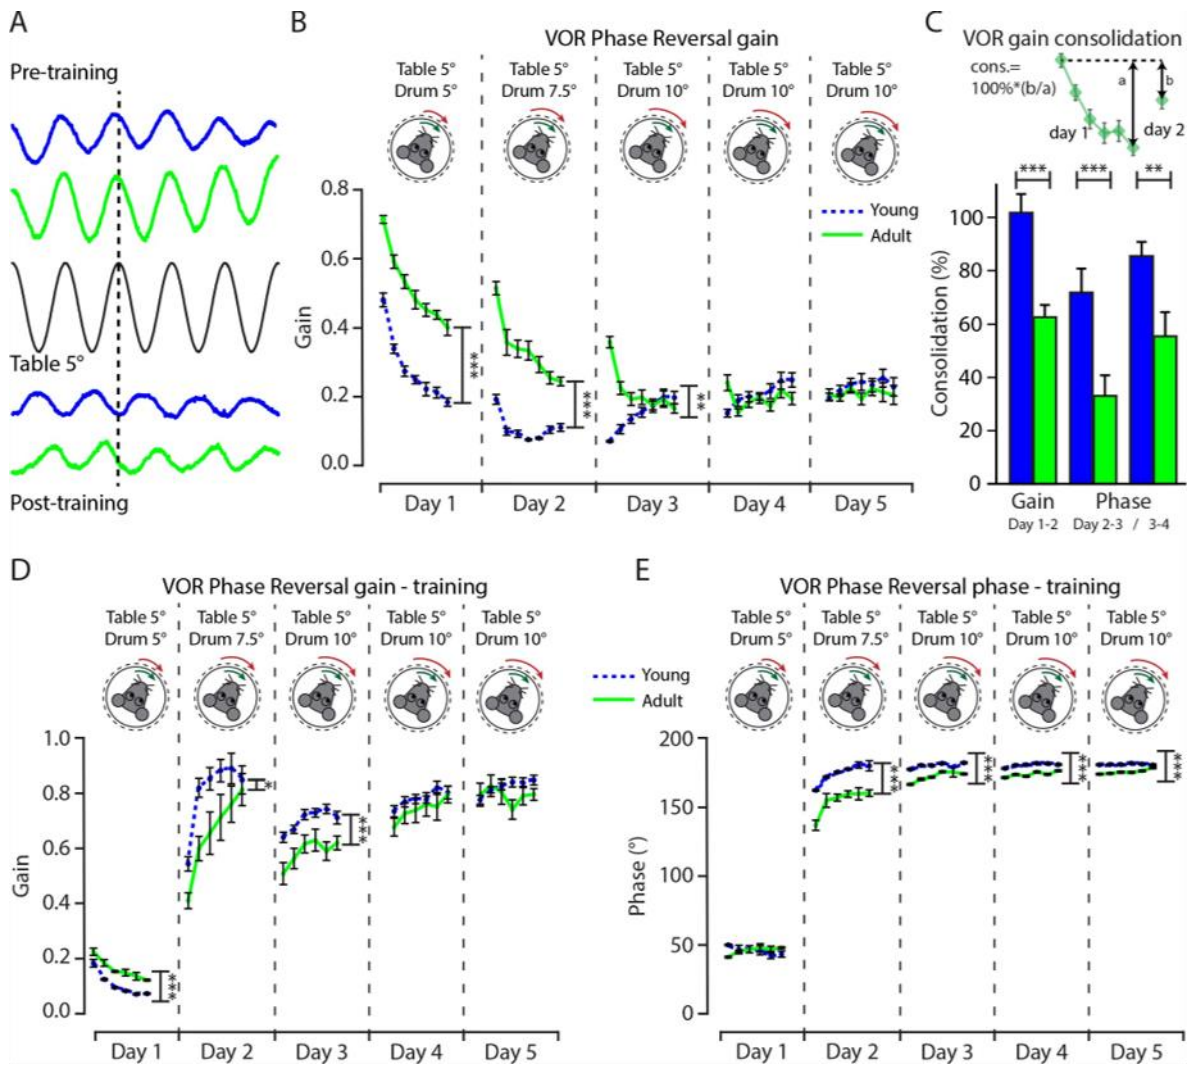 A
Pre-training
Table 5°
Post-training
B
VOR Phase Reversal gain
Table 5° Table 5° Table 5° Table 5° Table 5°
Drum 5° Drum 7.5° Drum 10° Drum 10° Drum 10°
Young
Adult
Gain
0.8
0.6
0.4
0.2
0.0
***
***
**
Day 1 Day 2 Day 3 Day 4 Day 5
C
VOR gain consolidation
cons.=
100%*(b/a)
a
b
day 1
day 2
*** *** **
Consolidation (%)
100
80
60
40
20
0
Gain Phase
Day 1-2 Day 2-3 / 3-4
D
VOR Phase Reversal gain - training
Table 5° Table 5° Table 5° Table 5° Table 5°
Drum 5° Drum 7.5° Drum 10° Drum 10° Drum 10°
Young
Adult
Gain
1.0
0.8
0.6
0.4
0.2
0.0
***
*
***
Day 1 Day 2 Day 3 Day 4 Day 5
E
VOR Phase Reversal phase - training
Table 5° Table 5° Table 5° Table 5° Table 5°
Drum 5° Drum 7.5° Drum 10° Drum 10° Drum 10°
Phase (°)
200
150
100
50
0
***
***
***
***
Day 1 Day 2 Day 3 Day 4 Day 5